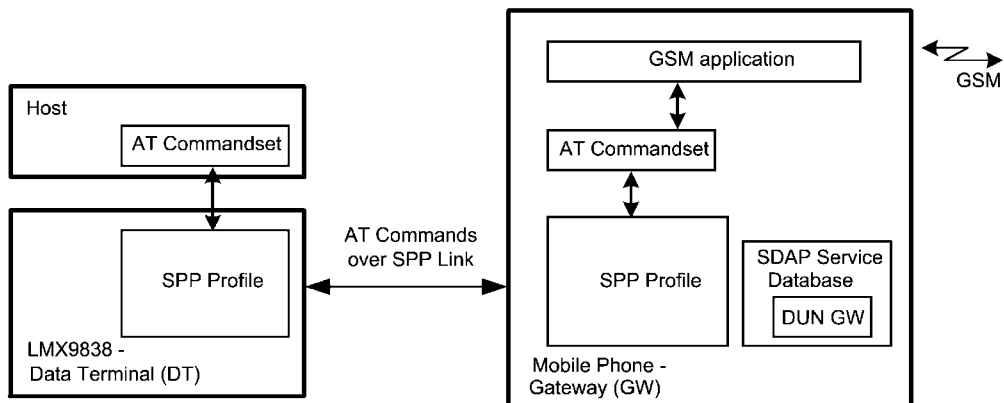 Host
AT Commandset
SPP Profile
LMX9838 -
Data Terminal (DT)
AT Commands
over SPP Link
GSM application
AT Commandset
SPP Profile
SDAP Service
Database
DUN GW
Mobile Phone -
Gateway (GW)
GSM